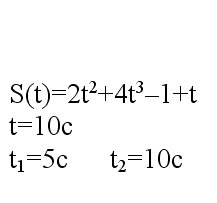 S(t)=2t²+4t³–1+t
t=10c
t₁=5c t₂=10c